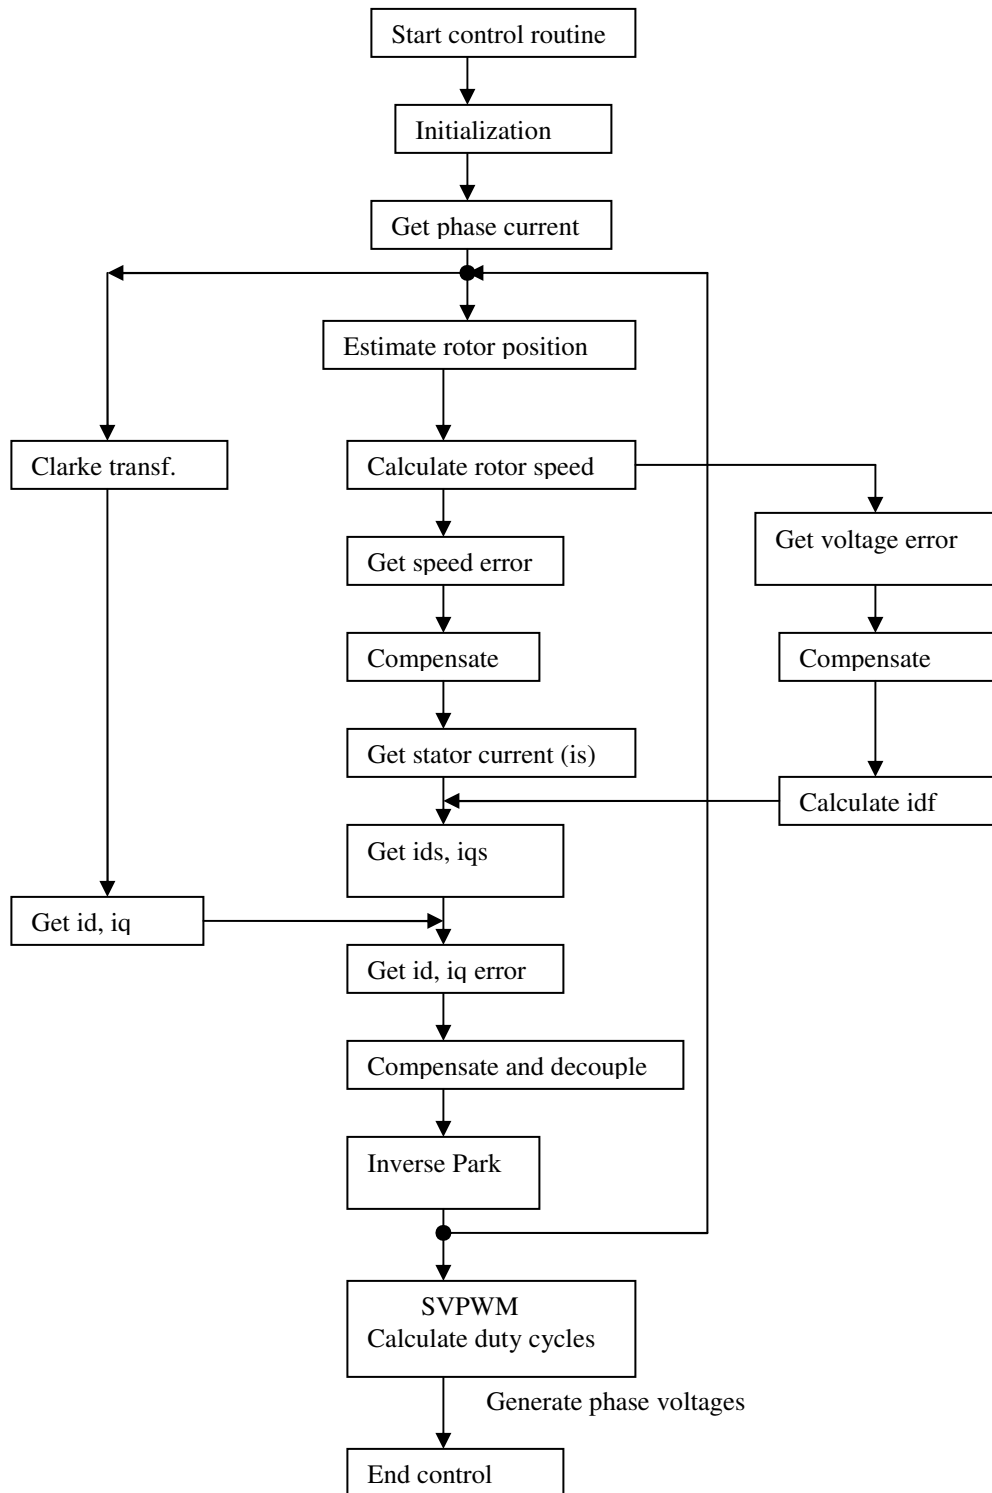 Start control routine
Initialization
Get phase current
Estimate rotor position
Clarke transf.
Calculate rotor speed
Get voltage error
Get speed error
Compensate
Compensate
Get stator current (is)
Calculate idf
Get ids, iqs
Get id, iq
Get id, iq error
Compensate and decouple
Inverse Park
SVPWM
Calculate duty cycles
Generate phase voltages
End control